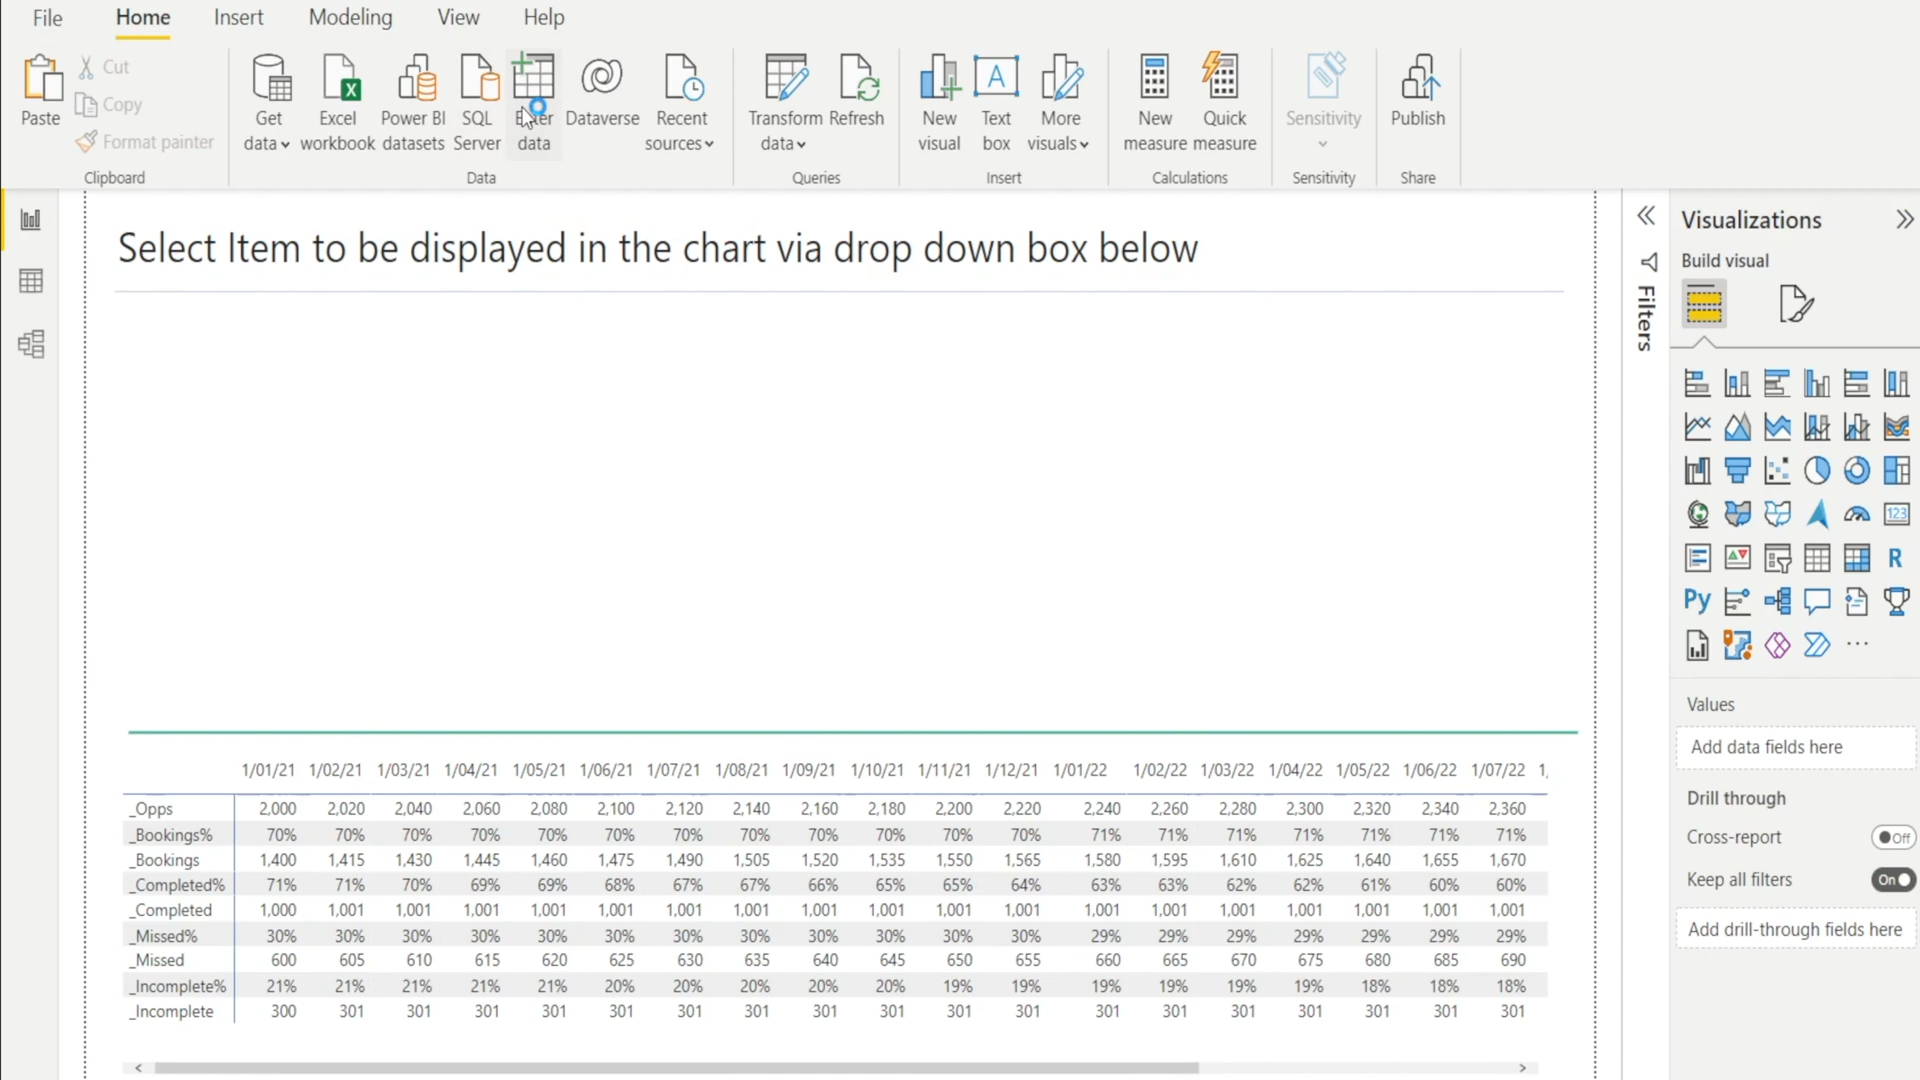 File Home Insert Modeling View Help
Paste
Cut
Copy
Format painter
Clipboard
Get data
Excel workbook
Power BI datasets
SQL Server
Enter data
Dataverse
Recent sources
Data
Transform data
Refresh
Queries
New visual
Text box
More visuals
Insert
New measure
Quick measure
Calculations
Sensitivity
Sensitivity
Publish
Share
Select Item to be displayed in the chart via drop down box below
1/01/21 1/02/21 1/03/21 1/04/21 1/05/21 1/06/21 1/07/21 1/08/21 1/09/21 1/10/21 1/11/21 1/12/21 1/01/22 1/02/22 1/03/22 1/04/22 1/05/22 1/06/22 1/07/22 1/
_Opps 2,000 2,020 2,040 2,060 2,080 2,100 2,120 2,140 2,160 2,180 2,200 2,220 2,240 2,260 2,280 2,300 2,320 2,340 2,360
_Bookings% 70% 70% 70% 70% 70% 70% 70% 70% 70% 70% 70% 70% 71% 71% 71% 71% 71% 71% 71%
_Bookings 1,400 1,415 1,430 1,445 1,460 1,475 1,490 1,505 1,520 1,535 1,550 1,565 1,580 1,595 1,610 1,625 1,640 1,655 1,670
_Completed% 71% 71% 70% 69% 69% 68% 67% 67% 66% 65% 65% 64% 63% 63% 62% 62% 61% 60% 60%
_Completed 1,000 1,001 1,001 1,001 1,001 1,001 1,001 1,001 1,001 1,001 1,001 1,001 1,001 1,001 1,001 1,001 1,001 1,001 1,001
_Missed% 30% 30% 30% 30% 30% 30% 30% 30% 30% 30% 30% 30% 29% 29% 29% 29% 29% 29% 29%
_Missed 600 605 610 615 620 625 630 635 640 645 650 655 660 665 670 675 680 685 690
_Incomplete% 21% 21% 21% 21% 21% 20% 20% 20% 20% 20% 19% 19% 19% 19% 19% 19% 18% 18% 18%
_Incomplete 300 301 301 301 301 301 301 301 301 301 301 301 301 301 301 301 301 301 301
Filters
Visualizations
Build visual
123
R
Py
Values
Add data fields here
Drill through
Cross-report Off
Keep all filters On
Add drill-through fields here